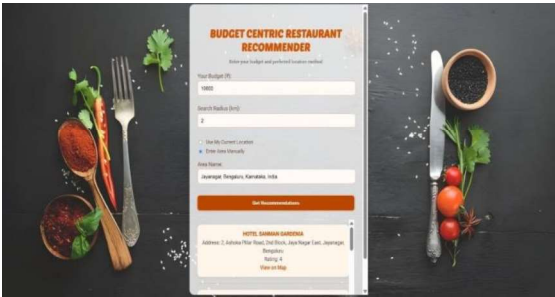 BUDGET CENTRIC RESTAURANT
RECOMMENDER
Enter your budget and preferred location method
Your Budget (₹):
Search Radius (km):
2
Use My Current Location
Enter Area Manually
Area Name:
Jayanagar, Bengaluru, Karnataka, India
Get Recommendations
HOTEL SANMAN GARDENIA
Address: 2, Ashoka Pillar Road, 2nd Block, Jaya Nagar East, Jayanagar,
Bengaluru
Rating: 4
View on Map